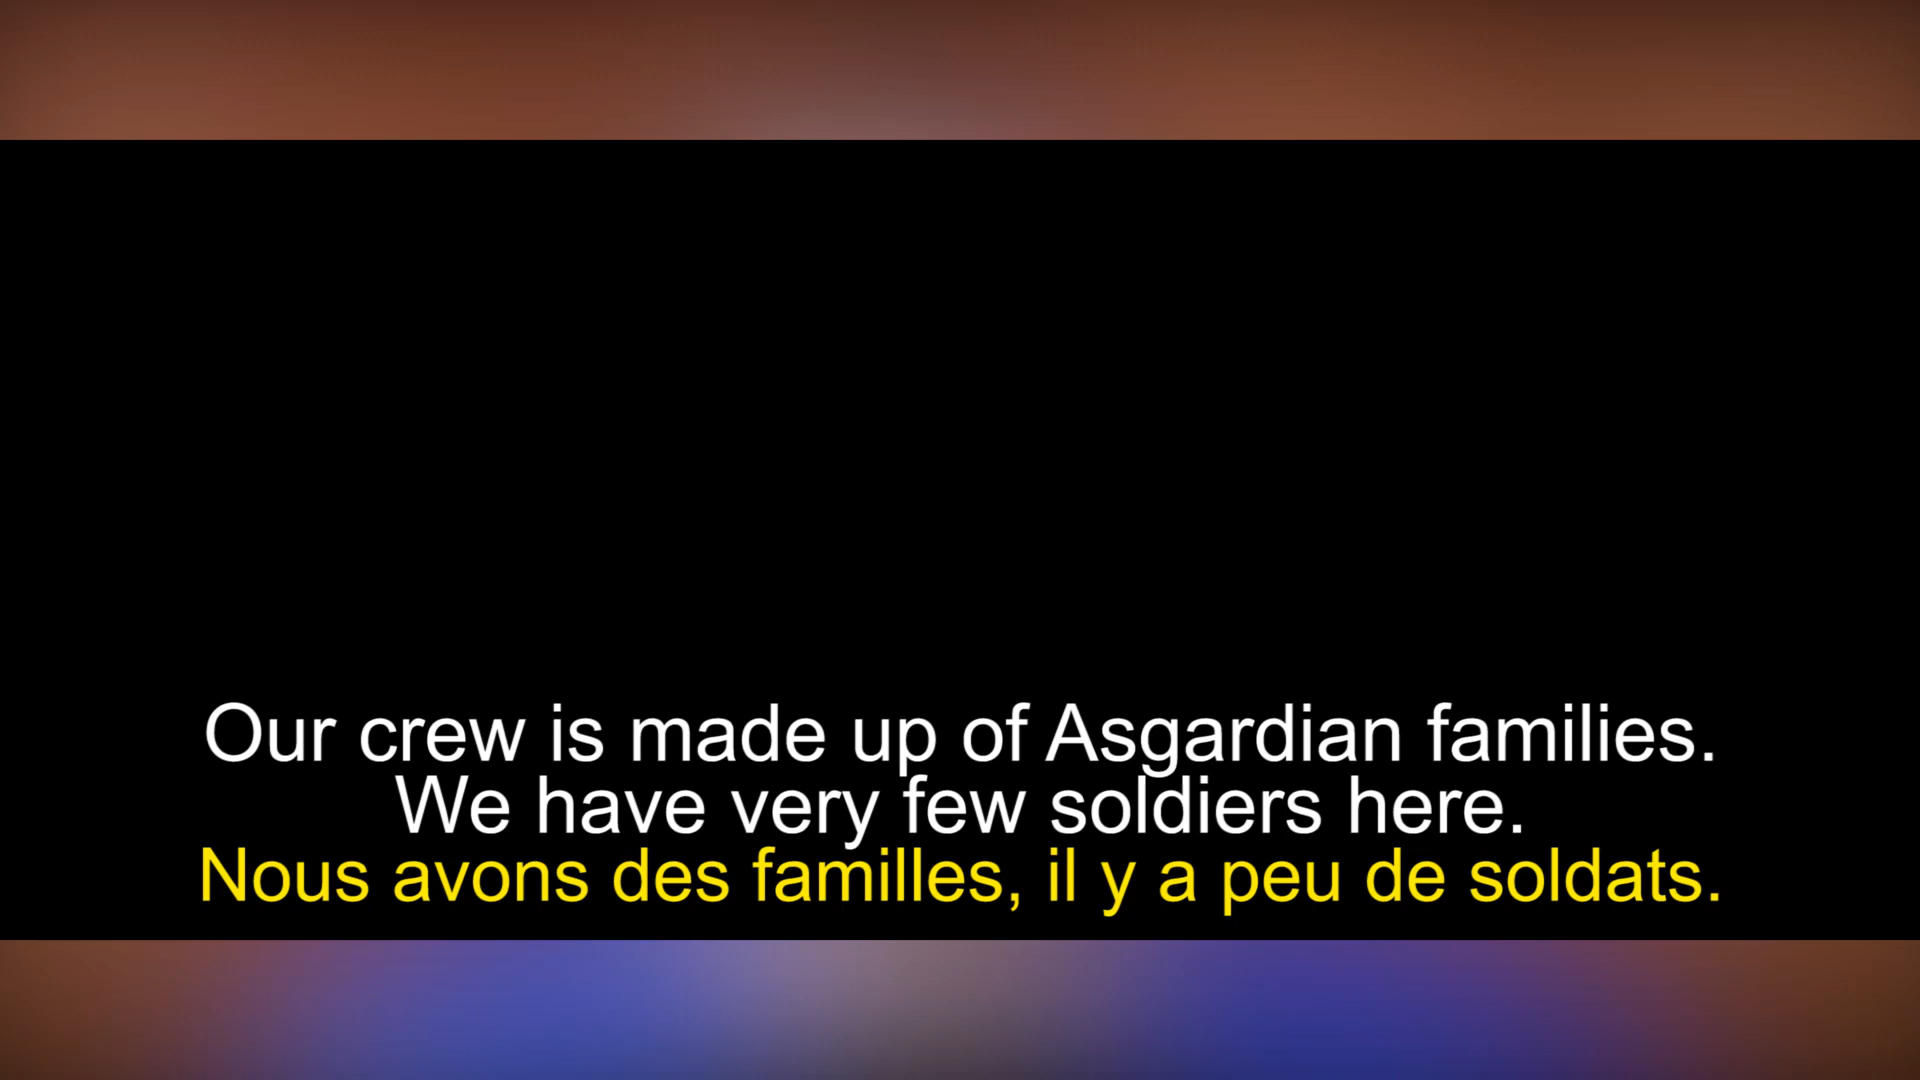 Our crew is made up of Asgardian families.
We have very few soldiers here.
Nous avons des familles, il y a peu de soldats.